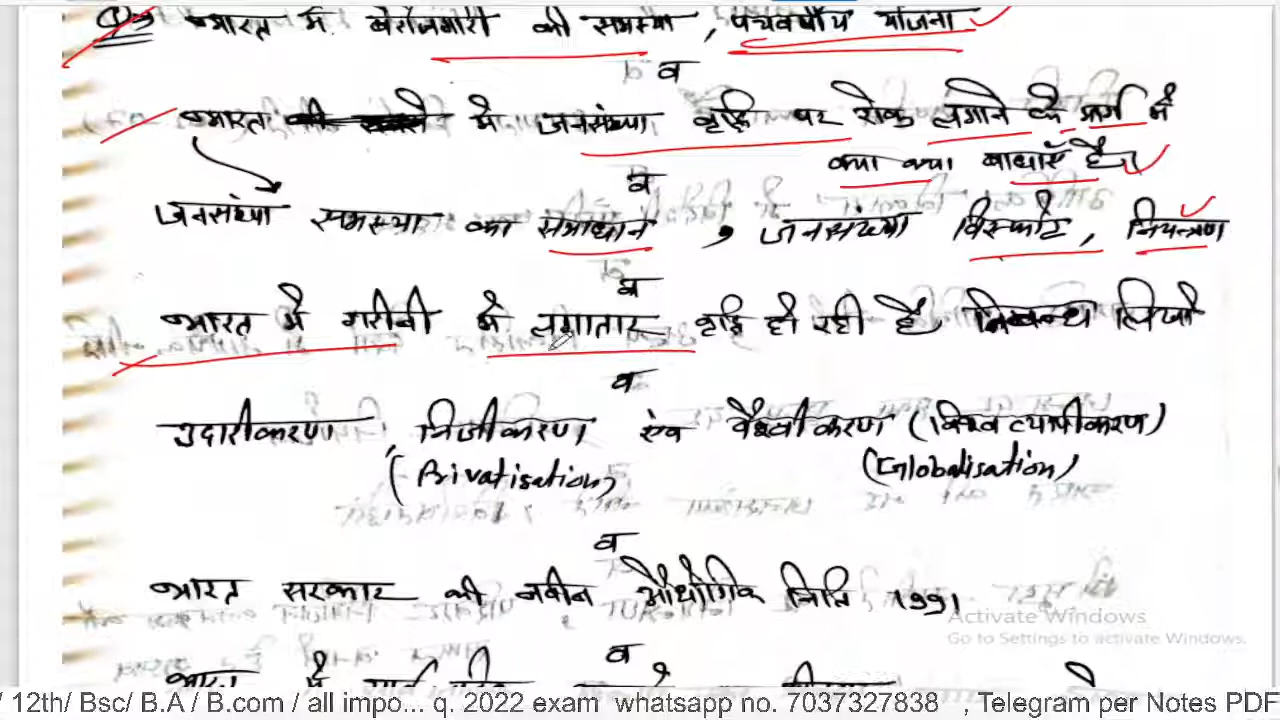 भारत में बेरोजगारी की समस्या, पंचवर्षीय योजना
व
भारत में जनसंख्या वृद्धि पर रोक लगाने के मार्ग में
क्या क्या बाधाएँ है।
व
जनसंख्या समस्या का समाधान, जनसंख्या विस्फोट, नियन्त्रण
व
भारत में गरीबी में लगातार वृद्धि हो रही है, निबन्ध लिखो
व
उदारीकरण, निजीकरण एंव वैश्वीकरण (विश्व व्यापीकरण)
(Privatisation) (Globalisation)
व
भारत सरकार की नवीन औद्योगिक निति १९९१
Activate Windows
Go to Settings to activate Windows.
व
/ 12th/ Bsc/ B.A / B.com / all impo... q. 2022 exam whatsapp no. 7037327838 , Telegram per Notes PDF